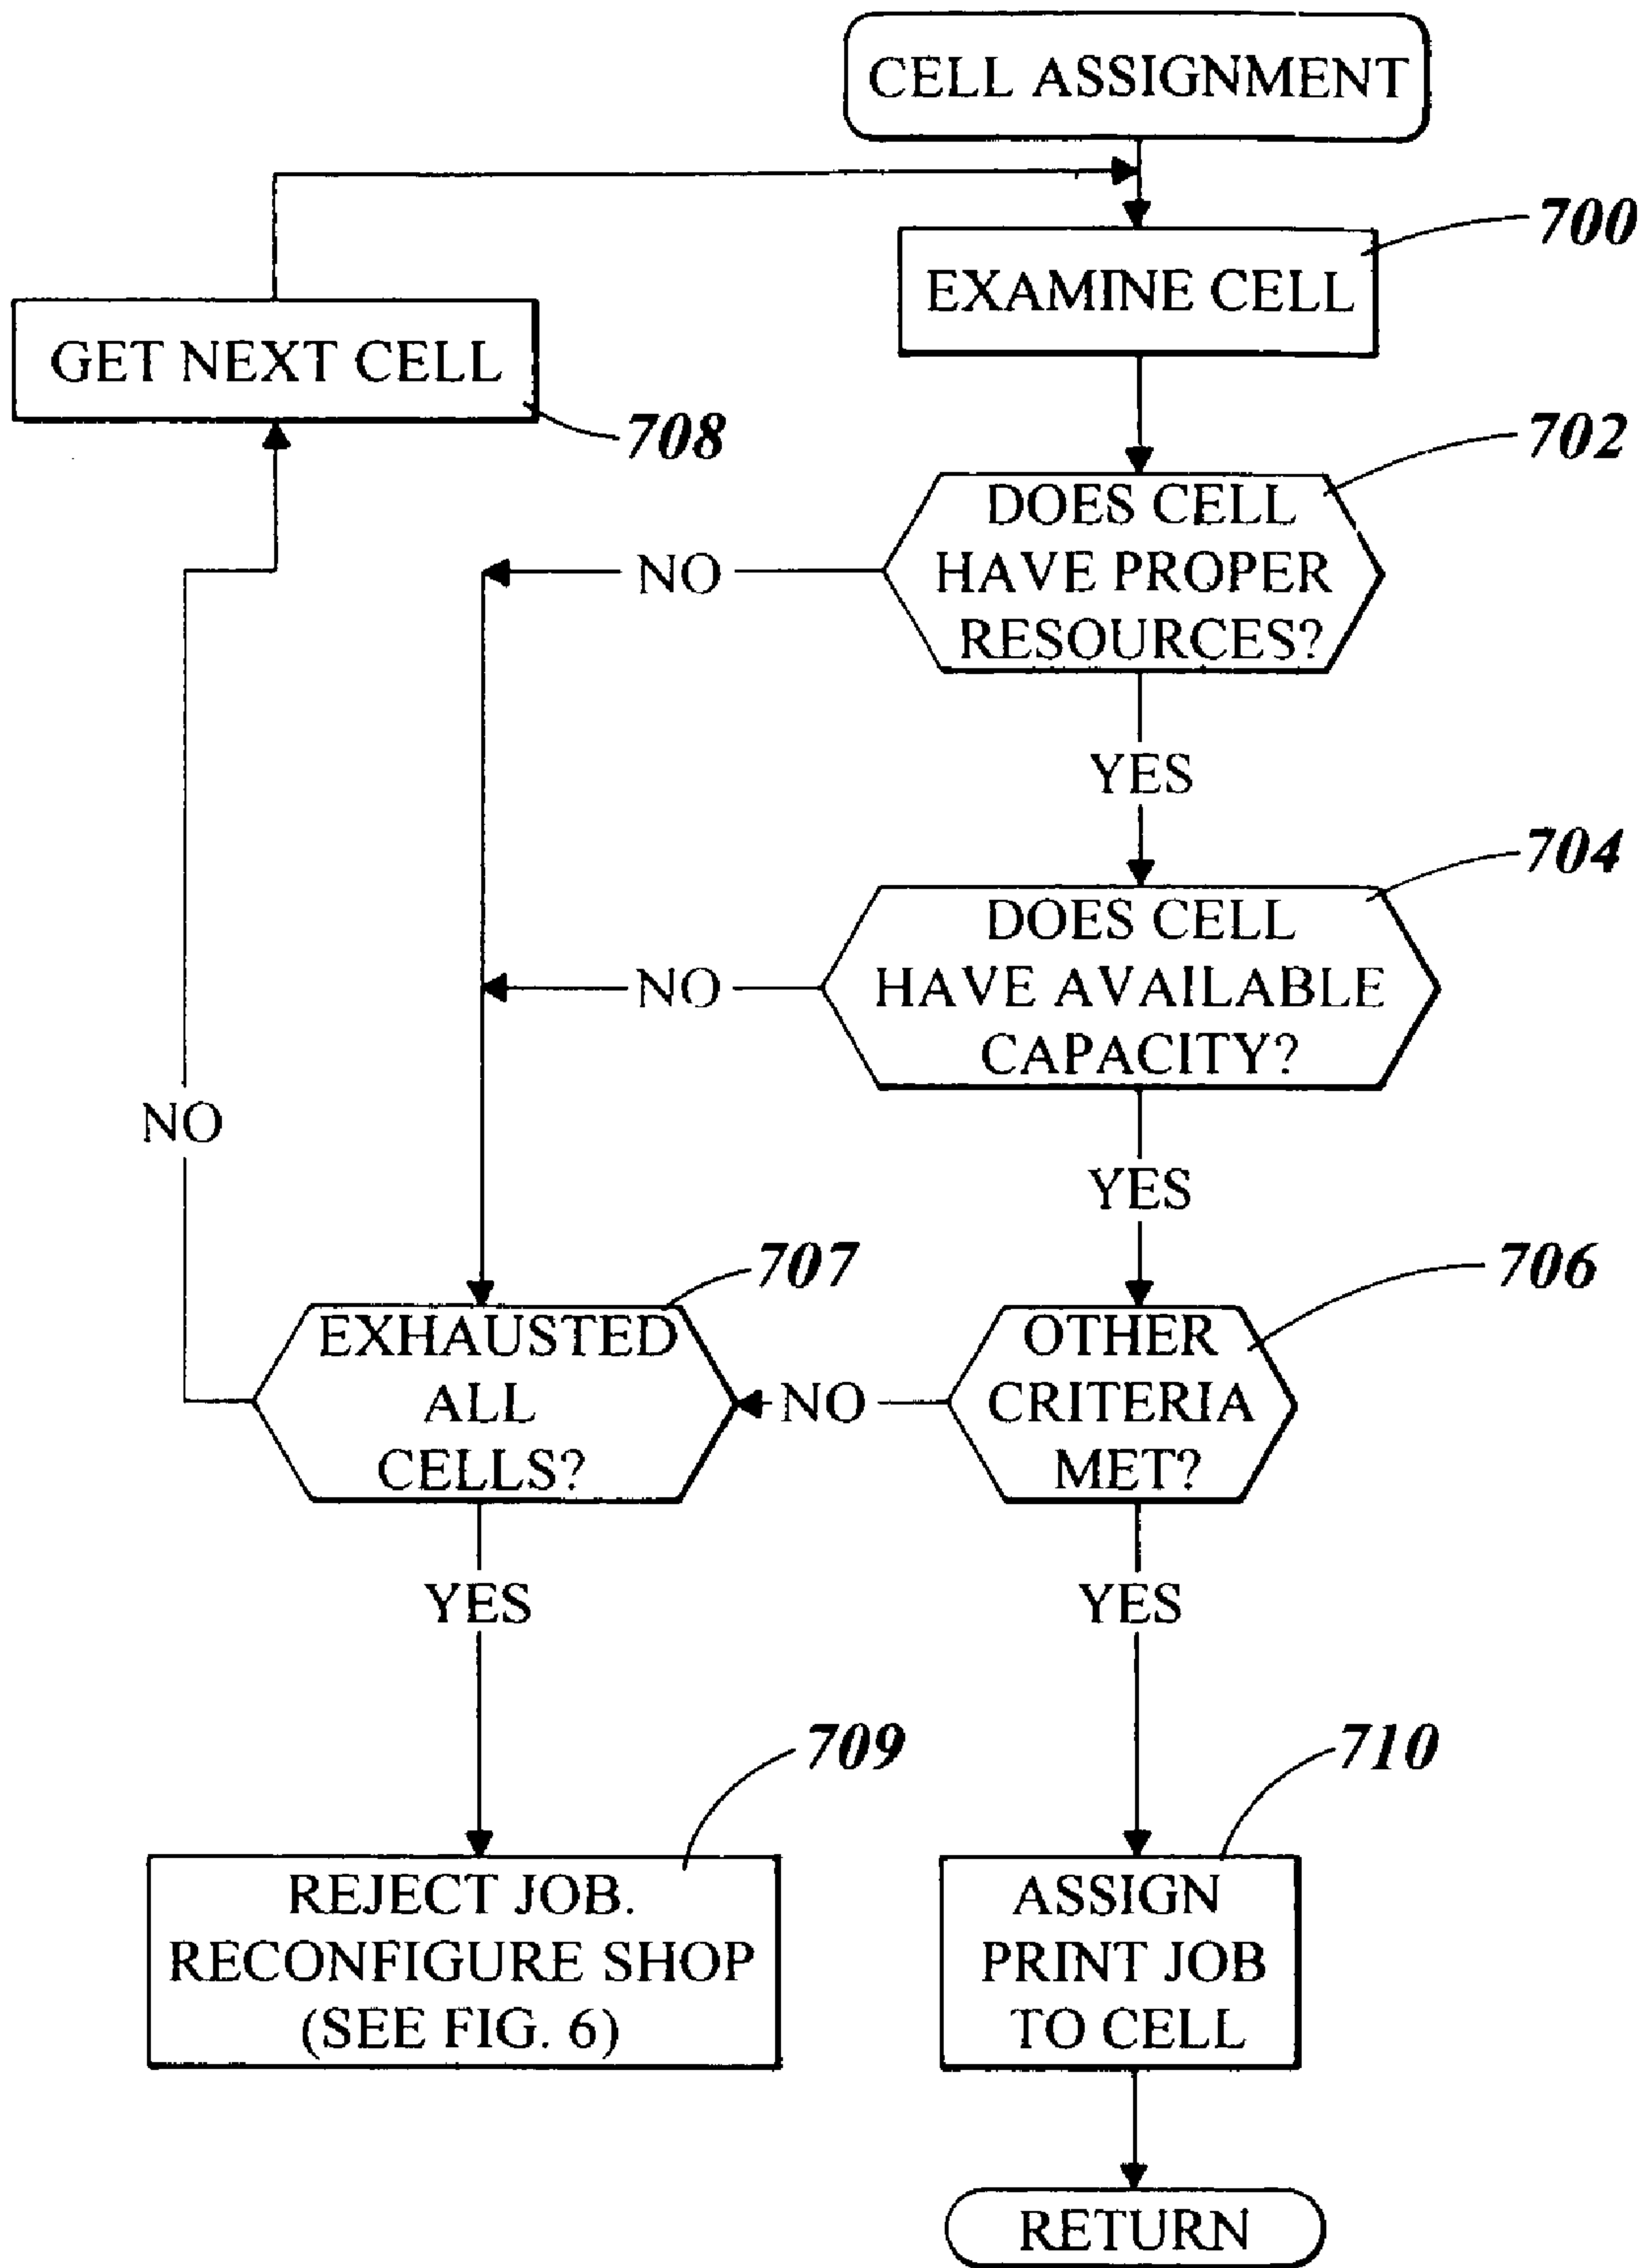 CELL ASSIGNMENT
700
EXAMINE CELL
GET NEXT CELL
708
702
DOES CELL
HAVE PROPER
RESOURCES?
NO
YES
704
DOES CELL
HAVE AVAILABLE
CAPACITY?
NO
NO
YES
707
706
EXHAUSTED
ALL
CELLS?
NO
OTHER
CRITERIA
MET?
YES
YES
709
710
REJECT JOB.
RECONFIGURE SHOP
(SEE FIG. 6)
ASSIGN
PRINT JOB
TO CELL
RETURN